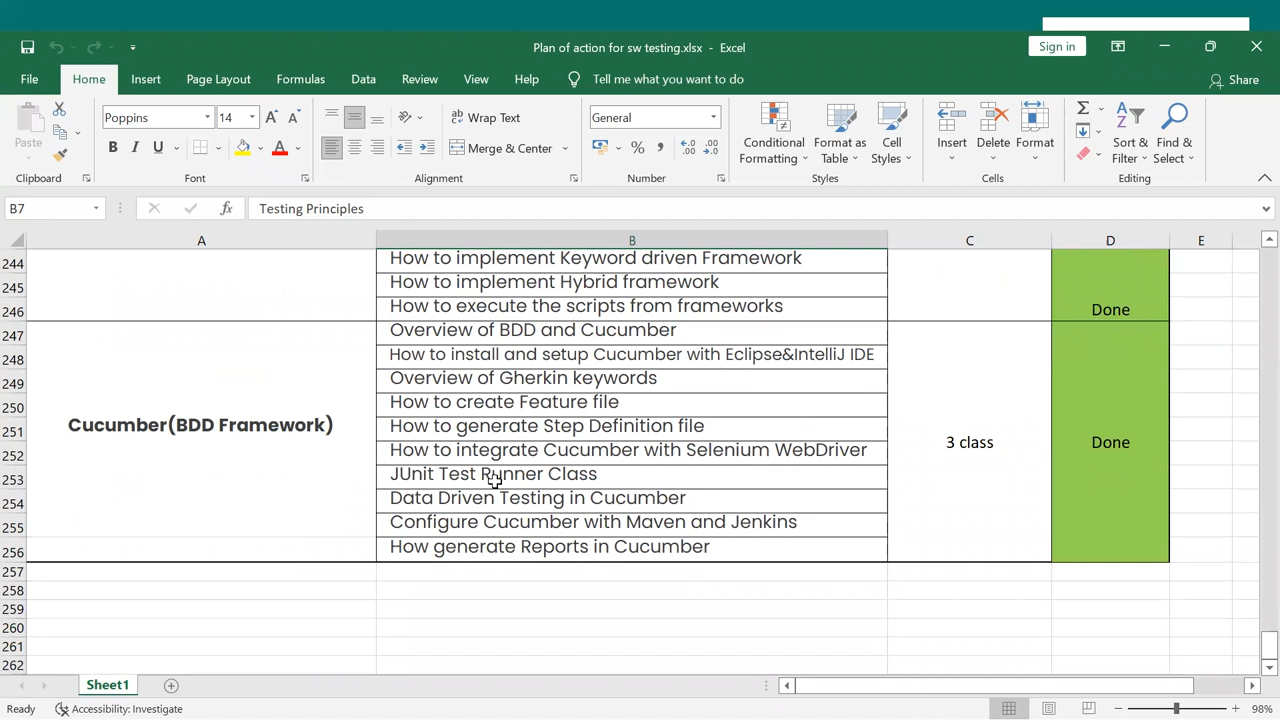 Plan of action for sw testing.xlsx - Excel
Sign in
File Home Insert Page Layout Formulas Data Review View Help Tell me what you want to do Share
Paste
Poppins 14
B I U A
ab Wrap Text
Merge & Center
General
% ,
Conditional Formatting
Format as Table
Cell Styles
Insert
Delete
Format
Sort & Filter
Find & Select
Clipboard Font Alignment Number Styles Cells Editing
B7 fx Testing Principles
A B C D E
244 How to implement Keyword driven Framework
245 How to implement Hybrid framework
246 How to execute the scripts from frameworks Done
247 Overview of BDD and Cucumber
248 How to install and setup Cucumber with Eclipse&IntelliJ IDE
249 Overview of Gherkin keywords
250 How to create Feature file
251 Cucumber(BDD Framework) How to generate Step Definition file
252 How to integrate Cucumber with Selenium WebDriver 3 class Done
253 JUnit Test Runner Class
254 Data Driven Testing in Cucumber
255 Configure Cucumber with Maven and Jenkins
256 How generate Reports in Cucumber
257
258
259
260
261
262
Sheet1
Ready Accessibility: Investigate 98%